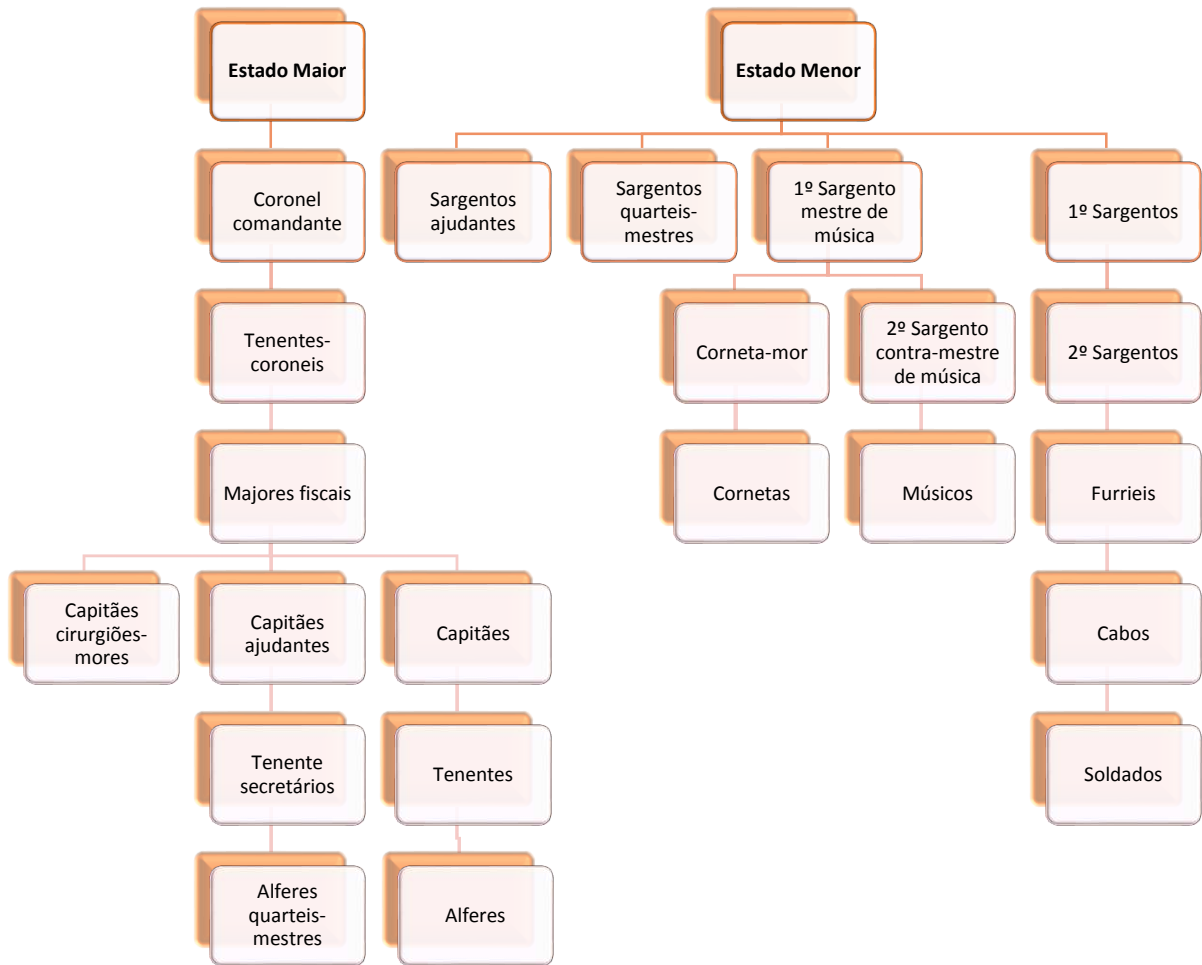 Estado Maior
Estado Menor
Coronel
comandante
Sargentos
ajudantes
Sargentos
quarteis-
mestres
1º Sargento
mestre de
música
1º Sargentos
Tenentes-
coroneis
Corneta-mor
2º Sargento
contra-mestre
de música
2º Sargentos
Majores fiscais
Cornetas
Músicos
Furrieis
Capitães
cirurgiões-
mores
Capitães
ajudantes
Capitães
Cabos
Tenente
secretários
Tenentes
Soldados
Alferes
quarteis-
mestres
Alferes